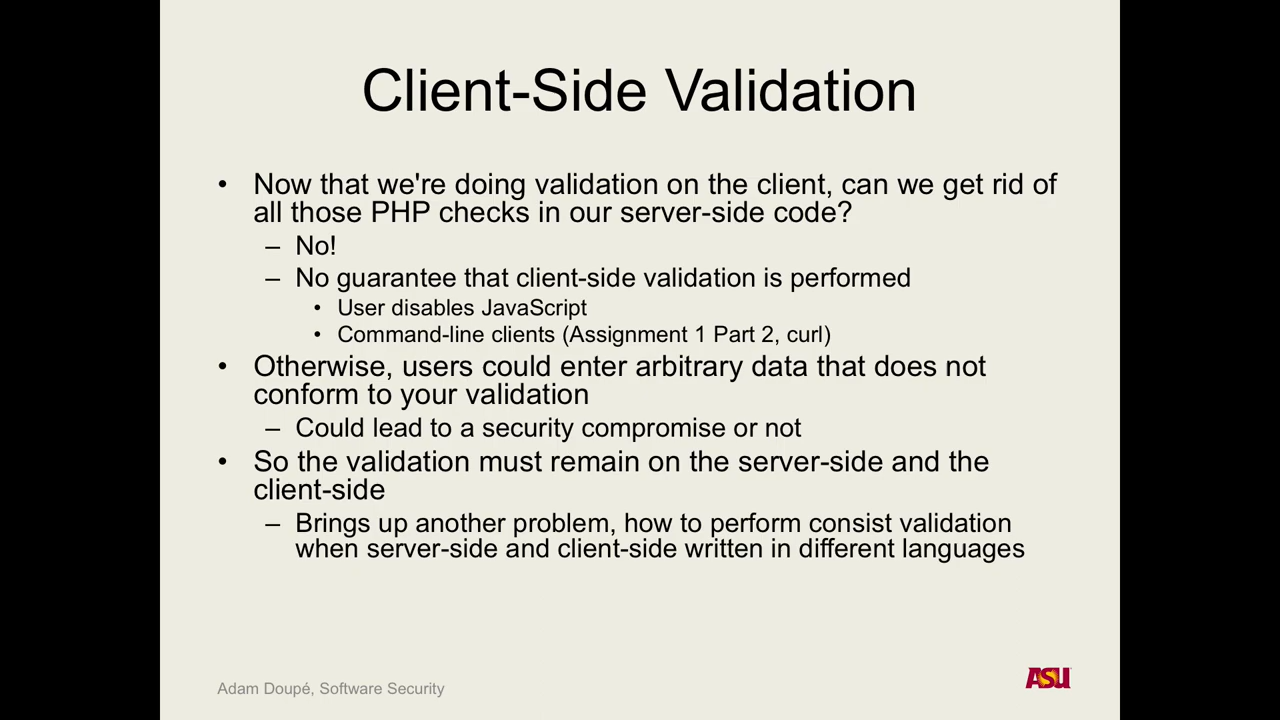 Client-Side Validation
• Now that we're doing validation on the client, can we get rid of
all those PHP checks in our server-side code?
– No!
– No guarantee that client-side validation is performed
• User disables JavaScript
• Command-line clients (Assignment 1 Part 2, curl)
• Otherwise, users could enter arbitrary data that does not
conform to your validation
– Could lead to a security compromise or not
• So the validation must remain on the server-side and the
client-side
– Brings up another problem, how to perform consist validation
when server-side and client-side written in different languages
Adam Doupé, Software Security
ASU